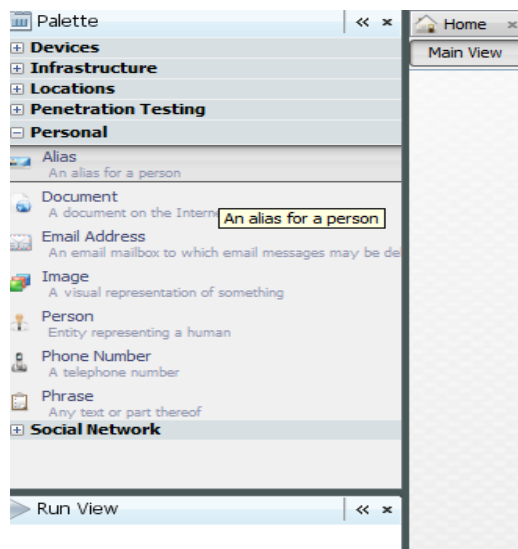 Palette
Devices
Infrastructure
Locations
Penetration Testing
Personal
Alias
An alias for a person
Document
A document on the Intern
An alias for a person
Email Address
An email mailbox to which email messages may be de
Image
A visual representation of something
Person
Entity representing a human
Phone Number
A telephone number
Phrase
Any text or part thereof
Social Network
Run View
Home
Main View